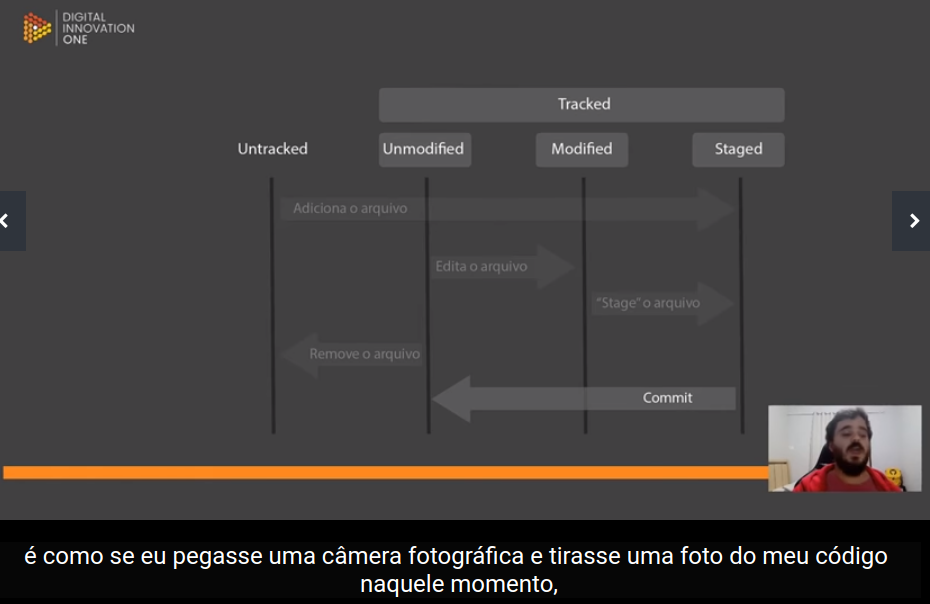 DIGITAL
INNOVATION
ONE
Tracked
Untracked
Unmodified
Modified
Staged
Adiciona o arquivo
Edita o arquivo
“Stage” o arquivo
Remove o arquivo
Commit
é como se eu pegasse uma câmera fotográfica e tirasse uma foto do meu código
naquele momento,